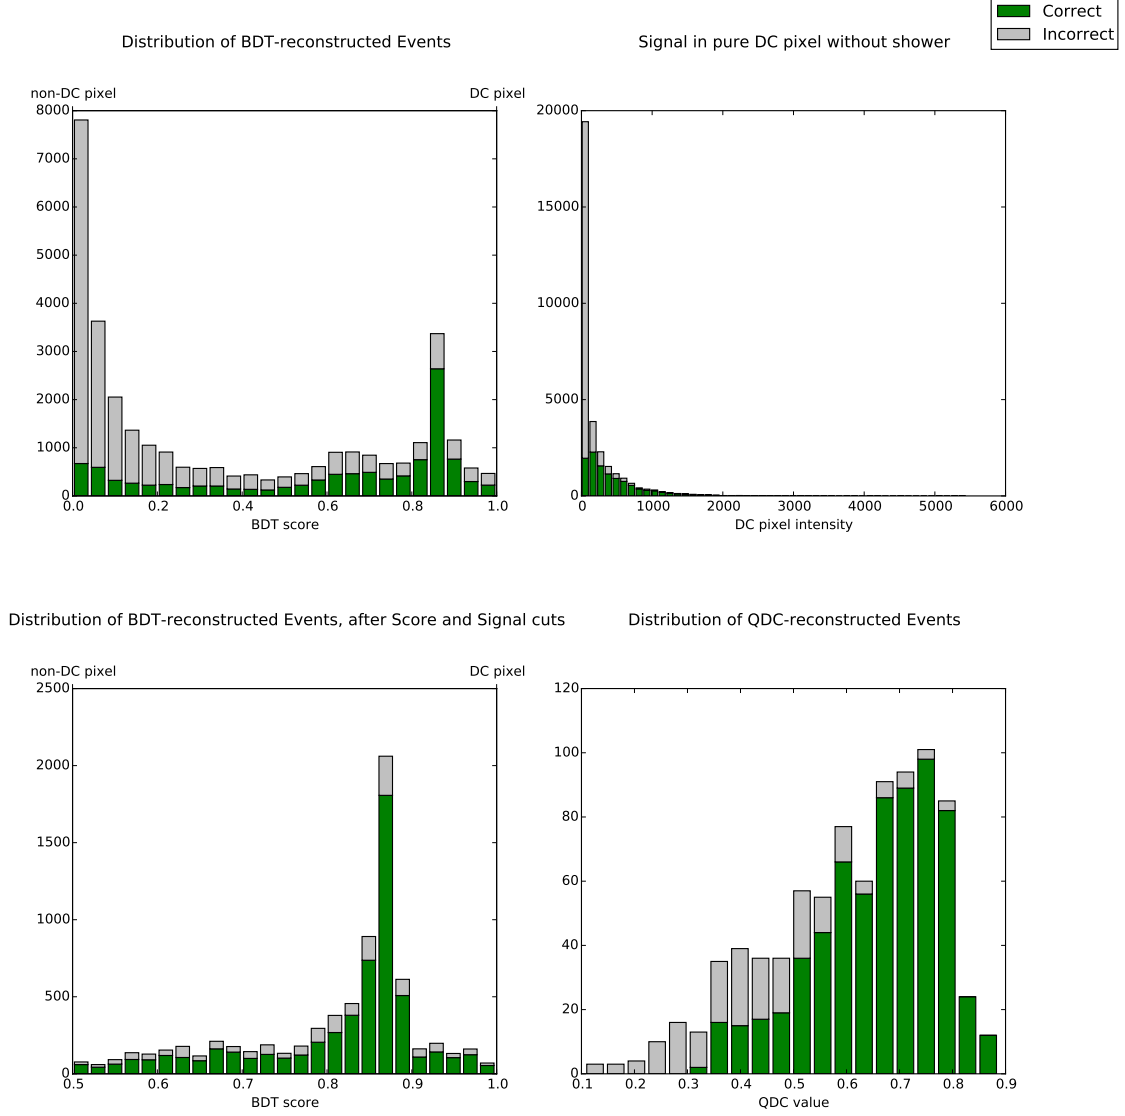 Correct
Incorrect
Distribution of BDT-reconstructed Events
non-DC pixel DC pixel
8000
7000
6000
5000
4000
3000
2000
1000
0
0.0 0.2 0.4 0.6 0.8 1.0
BDT score
Signal in pure DC pixel without shower
20000
15000
10000
5000
0
0 1000 2000 3000 4000 5000 6000
DC pixel intensity
Distribution of BDT-reconstructed Events, after Score and Signal cuts
non-DC pixel DC pixel
2500
2000
1500
1000
500
0
0.5 0.6 0.7 0.8 0.9 1.0
BDT score
Distribution of QDC-reconstructed Events
120
100
80
60
40
20
0
0.1 0.2 0.3 0.4 0.5 0.6 0.7 0.8 0.9
QDC value